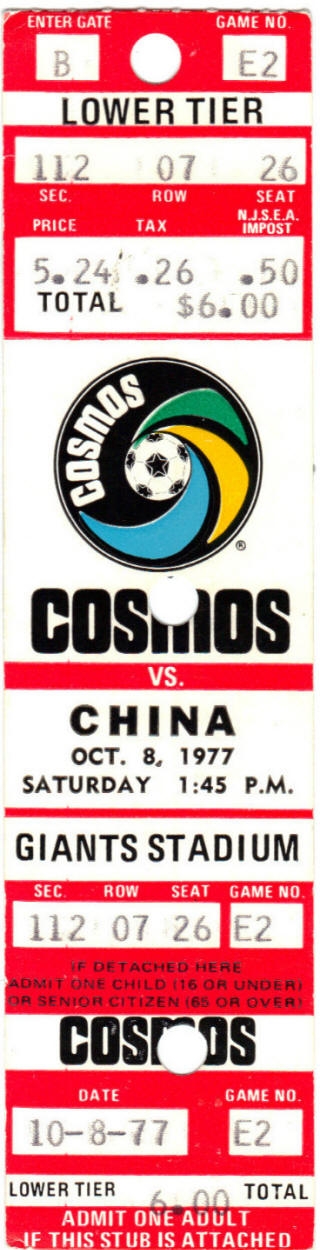 ENTER GATE GAME NO.
B E2
LOWER TIER
112 07 26
SEC. ROW SEAT
PRICE TAX N.J.S.E.A. IMPOST
5.24 .26 .50
TOTAL $6.00
COSMOS
®
COSMOS
VS.
CHINA
OCT. 8, 1977
SATURDAY 1:45 P.M.
GIANTS STADIUM
SEC. ROW SEAT GAME NO.
112 07 26 E2
IF DETACHED HERE
ADMIT ONE CHILD (16 OR UNDER)
OR SENIOR CITIZEN (65 OR OVER)
COSMOS
DATE GAME NO.
10-8-77 E2
LOWER TIER 6.00 TOTAL
ADMIT ONE ADULT
IF THIS STUB IS ATTACHED